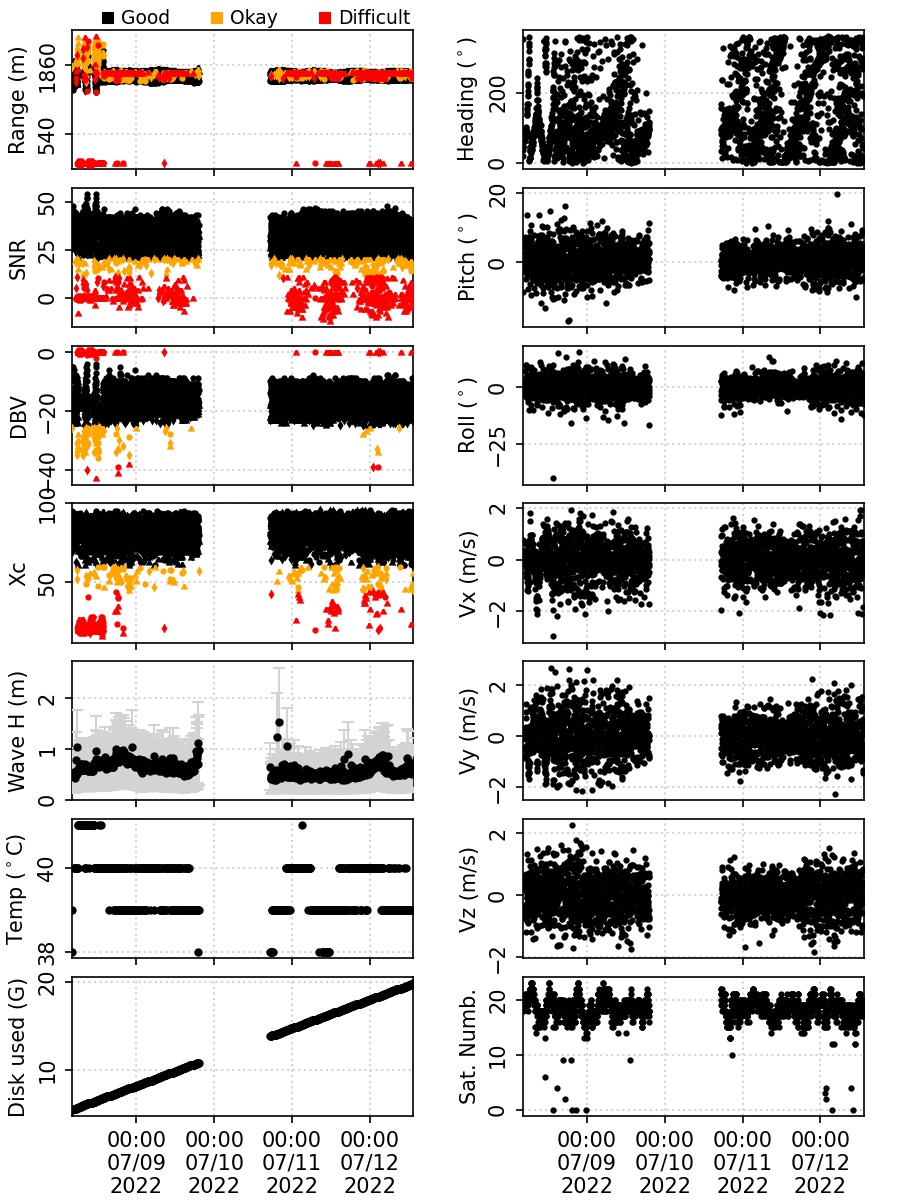 Good Okay Difficult
Range (m)
1860
540
Heading (°)
200
0
SNR
50
25
0
Pitch (°)
20
0
DBV
0
−20
−40
Roll (°)
0
−25
Xc
100
50
Vx (m/s)
2
0
−2
Wave H (m)
2
1
0
Vy (m/s)
2
0
−2
Temp (°C)
40
38
Vz (m/s)
2
0
−2
Disk used (G)
20
10
Sat. Numb.
20
10
0
00:00 00:00 00:00 00:00
07/09 07/10 07/11 07/12
2022 2022 2022 2022
00:00 00:00 00:00 00:00
07/09 07/10 07/11 07/12
2022 2022 2022 2022